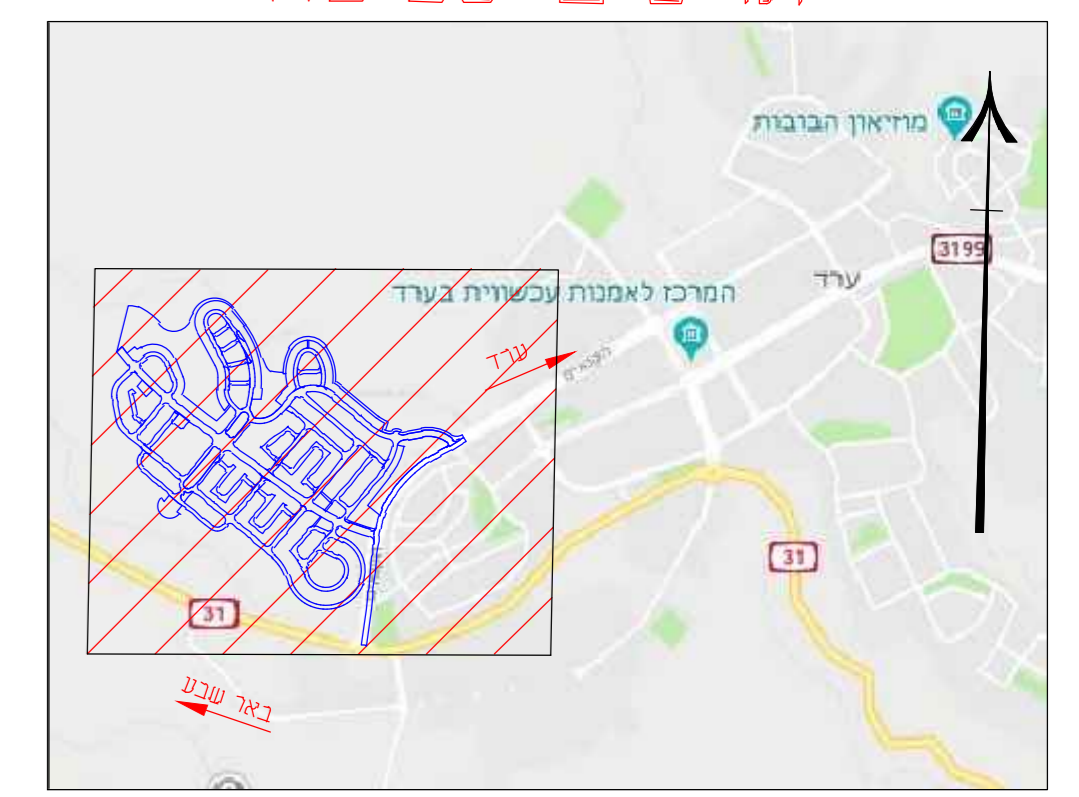 מוזיאון הבובות
3199
ערד
המרכז לאמנות עכשווית בערד
ערד
31
31
באר שבע